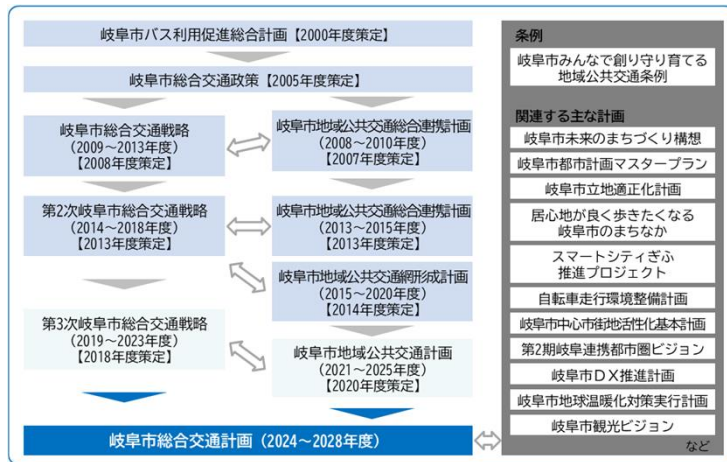 岐阜市バス利用促進総合計画【2000年度策定】
岐阜市総合交通政策【2005年度策定】
岐阜市総合交通戦略
(2009～2013年度)
【2008年度策定】
岐阜市地域公共交通総合連携計画
(2008～2010年度)
【2007年度策定】
第2次岐阜市総合交通戦略
(2014～2018年度)
【2013年度策定】
岐阜市地域公共交通総合連携計画
(2013～2015年度)
【2013年度策定】
岐阜市地域公共交通網形成計画
(2015～2020年度)
【2014年度策定】
第3次岐阜市総合交通戦略
(2019～2023年度)
【2018年度策定】
岐阜市地域公共交通計画
(2021～2025年度)
【2020年度策定】
岐阜市総合交通計画(2024～2028年度)
条例
岐阜市みんなで創り守り育てる
地域公共交通条例
関連する主な計画
岐阜市未来のまちづくり構想
岐阜市都市計画マスタープラン
岐阜市立地適正化計画
居心地が良く歩きたくなる
岐阜市のまちなか
スマートシティぎふ
推進プロジェクト
自転車走行環境整備計画
岐阜市中心市街地活性化基本計画
第2期岐阜連携都市圏ビジョン
岐阜市DX推進計画
岐阜市地球温暖化対策実行計画
岐阜市観光ビジョン
など